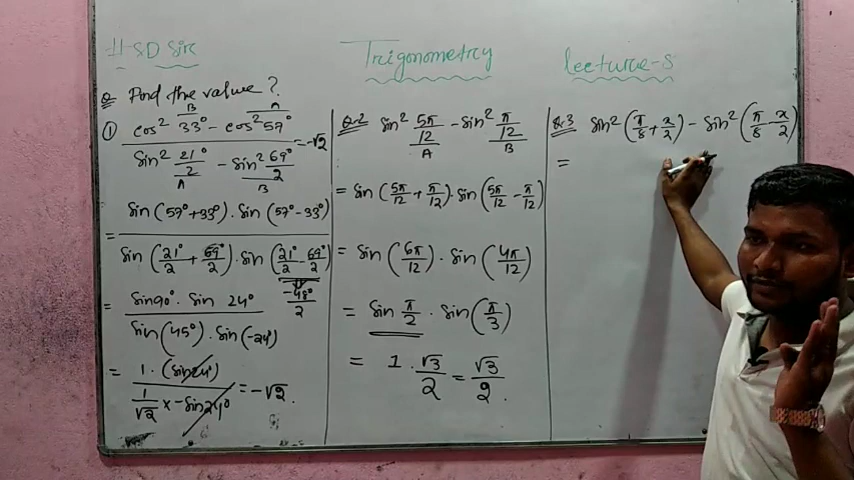 H-SD Sir
Trigonometry
lecture-5
Q Find the value ?
① cos² 33° - cos² 57° / sin² 21°/2 - sin² 69°/2 = -√2
B A
A B
= sin (57°+33°) . sin (57°-33°) / sin (21°/2 + 69°/2) . sin (21°/2 - 69°/2)
-48°/2
= sin90° . sin 24° / sin (45°) . sin(-24°)
= 1 . (sin24°) / 1/√2 x -sin24° = -√2 .
Q.2 sin² 5π/12 - sin² π/12
A B
= sin (5π/12 + π/12) . sin (5π/12 - π/12)
= sin (6π/12) . sin (4π/12)
= sin π/2 . sin (π/3)
= 1 . √3/2 = √3/2 .
Q.3 sin² (π/8 + x/2) - sin² (π/8 - x/2)
=